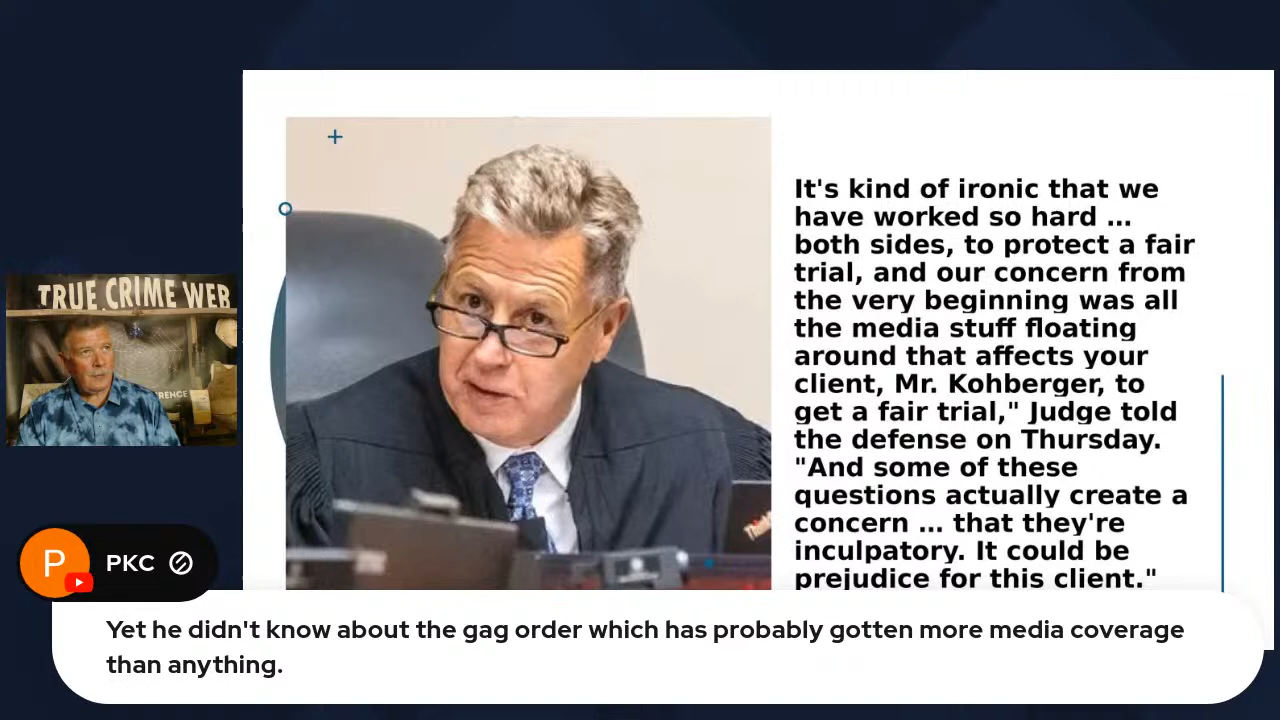 It's kind of ironic that we
have worked so hard ...
both sides, to protect a fair
trial, and our concern from
the very beginning was all
the media stuff floating
around that affects your
client, Mr. Kohberger, to
get a fair trial," Judge told
the defense on Thursday.
"And some of these
questions actually create a
concern ... that they're
inculpatory. It could be
prejudice for this client."
TRUE CRIME WEB
RENCE
P
PKC
Yet he didn't know about the gag order which has probably gotten more media coverage
than anything.